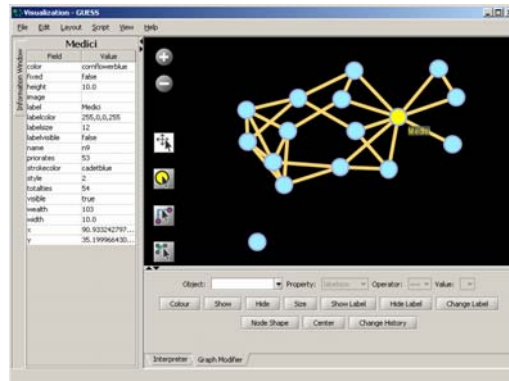 Visualization - GUESS
File Edit Layout Script View Help
Information Window
Medici
Field Value
color cornflowerblue
fixed false
height 10.0
image
label Medici
labelcolor 255,0,0,255
labelsize 12
labelvisible false
name n9
priorates 53
strokecolor cadetblue
style 2
totalties 54
visible true
wealth 103
width 10.0
x 90.933242797...
y 35.199966430...
Medici
Object: Property: labelsize Operator: Value:
Colour Show Hide Size Show Label Hide Label Change Label
Node Shape Center Change History
Interpreter Graph Modifier